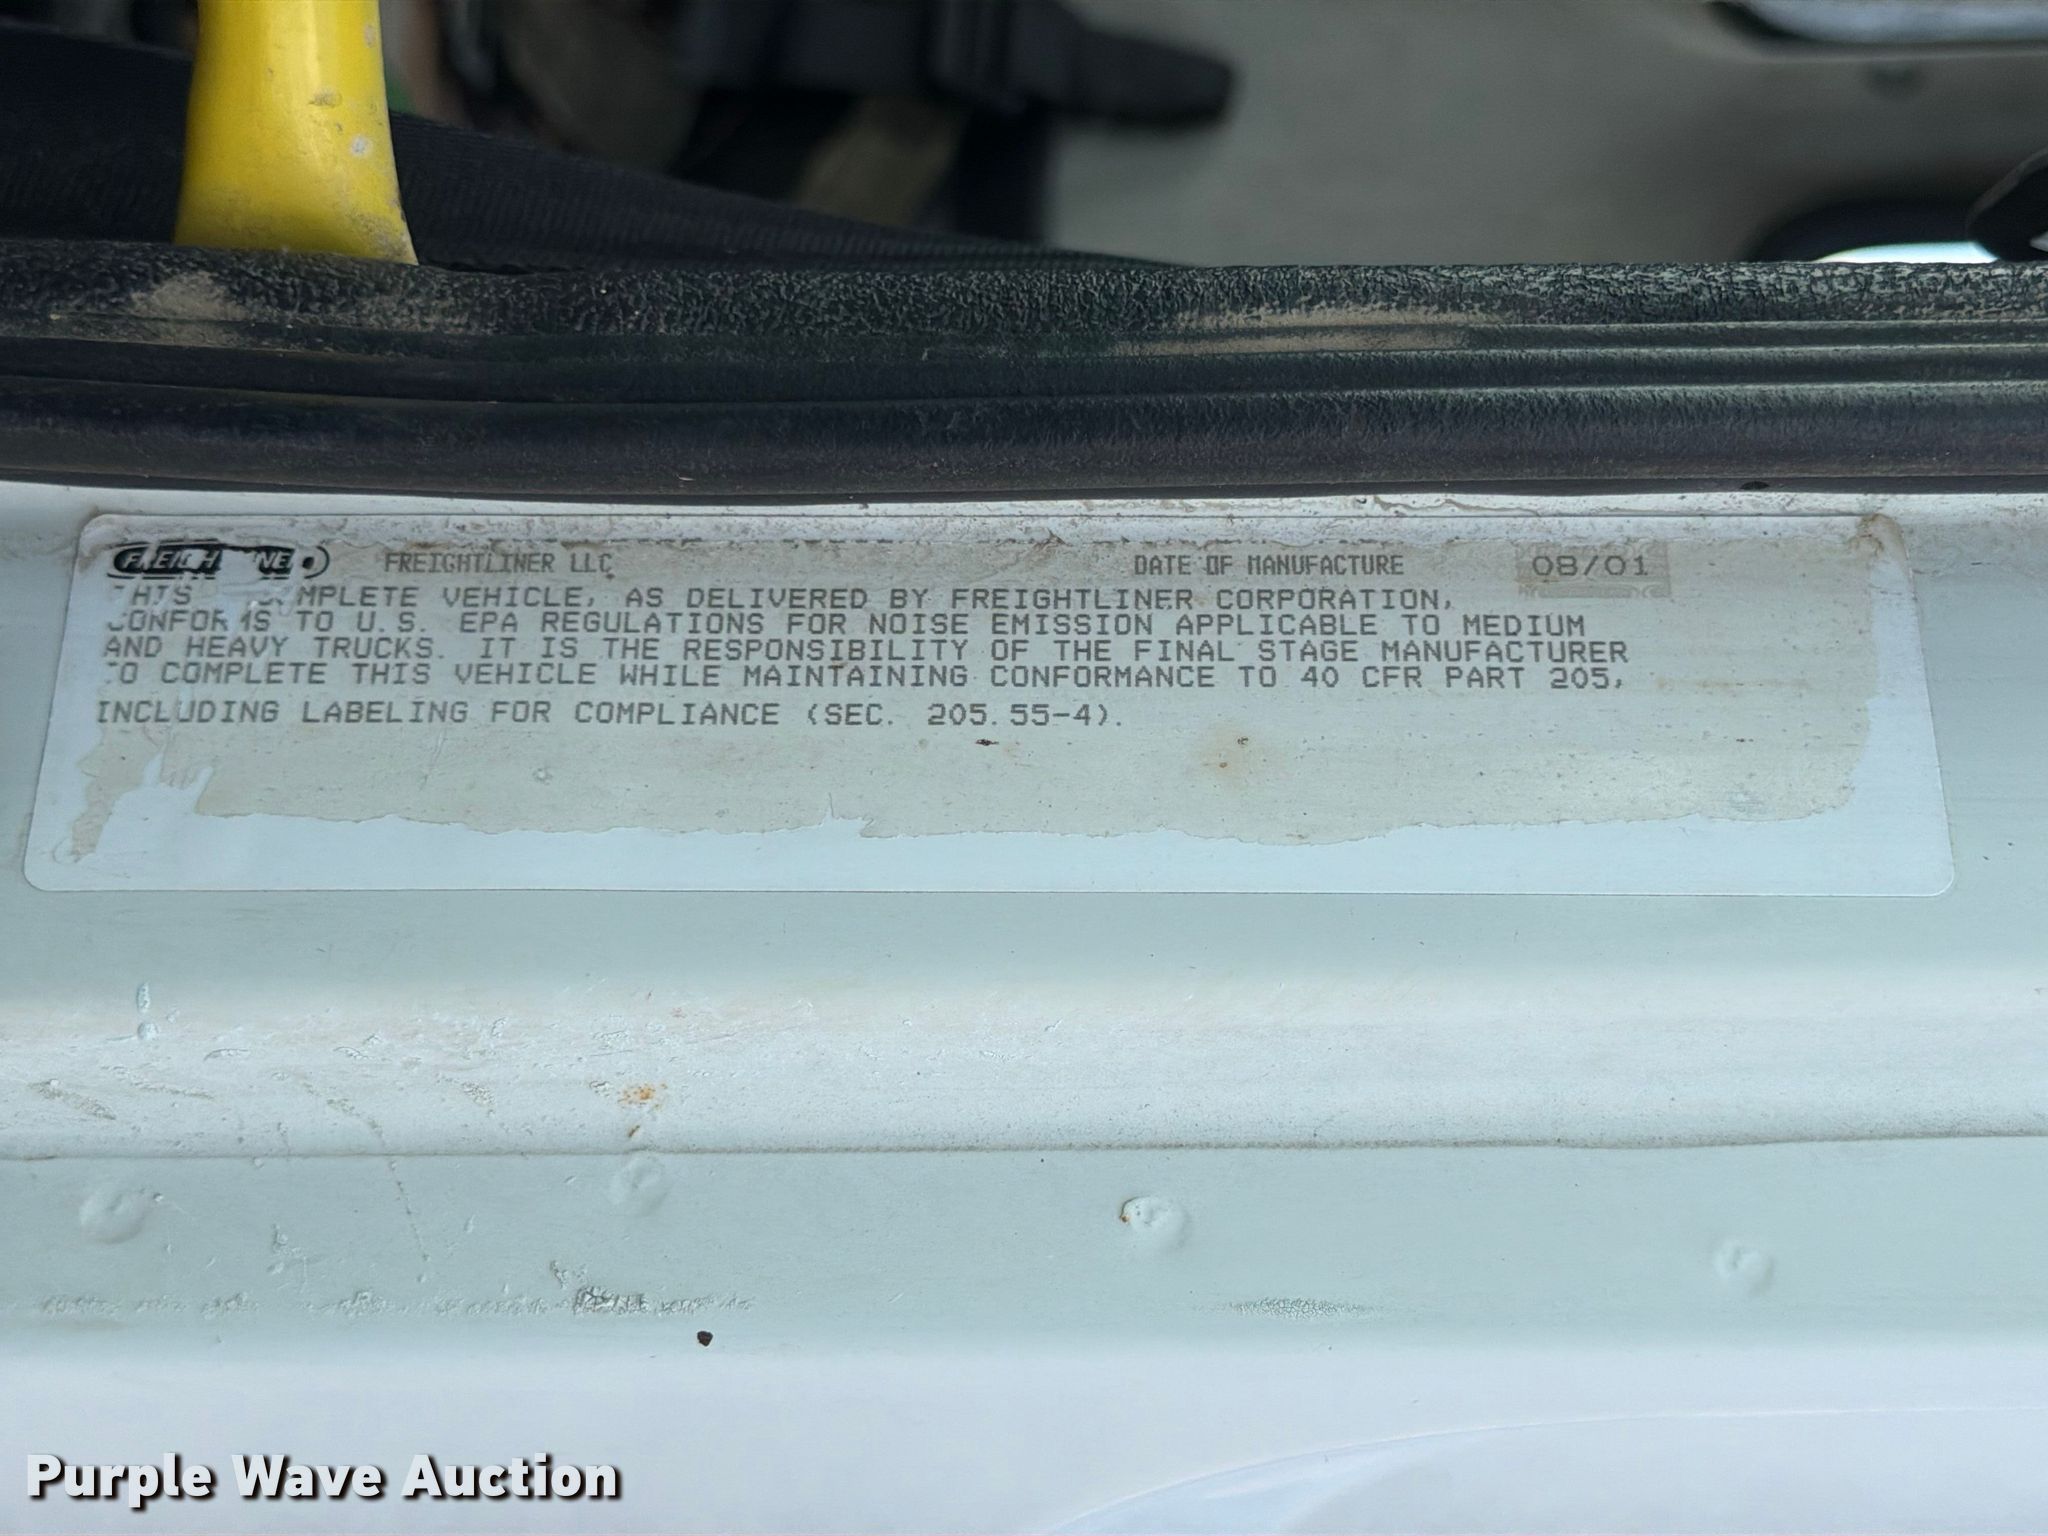 FREIGHTLINER LLC DATE OF MANUFACTURE 08/01
VEHICLE, AS DELIVERED BY FREIGHTLINER CORPORATION,
TO U.S. EPA REGULATIONS FOR NOISE EMISSION APPLICABLE TO MEDIUM
AND HEAVY TRUCKS. IT IS THE RESPONSIBILITY OF THE FINAL STAGE MANUFACTURER
COMPLETE THIS VEHICLE WHILE MAINTAINING CONFORMANCE TO 40 CFR PART 205,
INCLUDING LABELING FOR COMPLIANCE (SEC. 205.55-4).
Purple Wave Auction